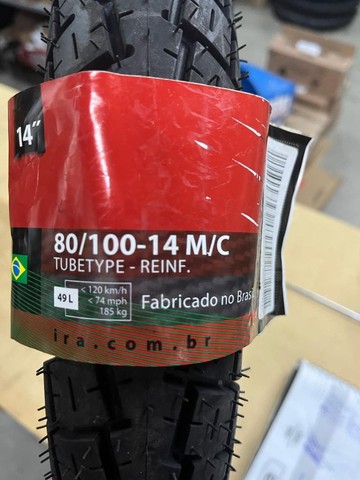 14"
80/100-14 M/C
TUBETYPE - REINF.
49 L
< 120 km/h
< 74 mph
185 kg
Fabricado no Brasi
ira.com.br